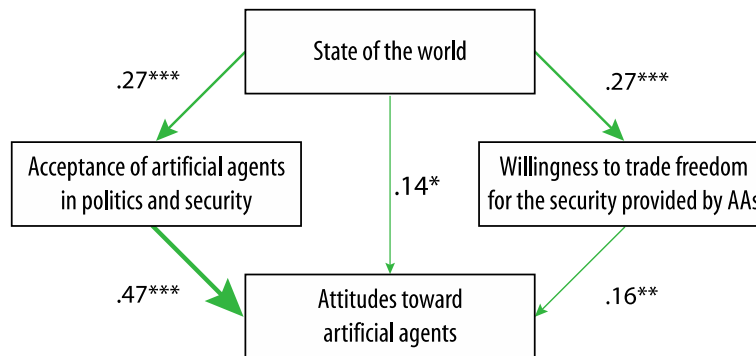 State of the world
.27***
.27***
Acceptance of artificial agents
in politics and security
Willingness to trade freedom
for the security provided by AAs
.14*
.47***
Attitudes toward
artificial agents
.16**